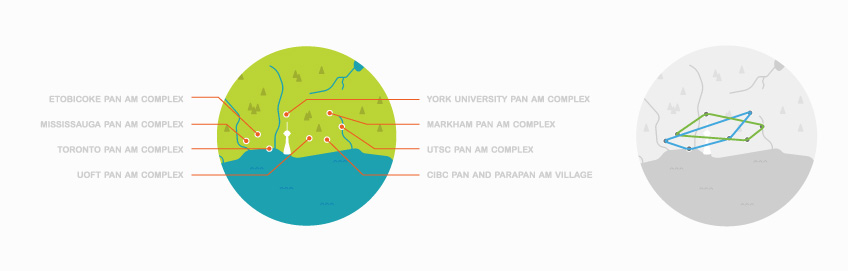 ETOBICOKE PAN AM COMPLEX
MISSISSAUGA PAN AM COMPLEX
TORONTO PAN AM COMPLEX
UOFT PAN AM COMPLEX
YORK UNIVERSITY PAN AM COMPLEX
MARKHAM PAN AM COMPLEX
UTSC PAN AM COMPLEX
CIBC PAN AND PARAPAN AM VILLAGE